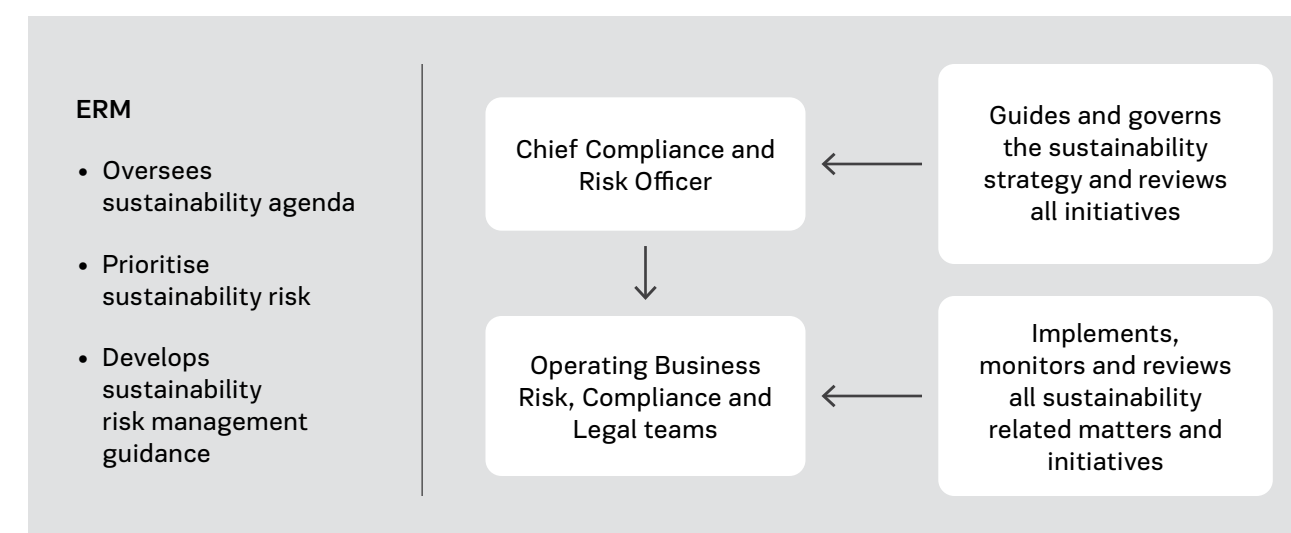 ERM
• Oversees
sustainability agenda
• Prioritise
sustainability risk
• Develops
sustainability
risk management
guidance
Chief Compliance and
Risk Officer
Guides and governs
the sustainability
strategy and reviews
all initiatives
Operating Business
Risk, Compliance and
Legal teams
Implements,
monitors and reviews
all sustainability
related matters and
initiatives